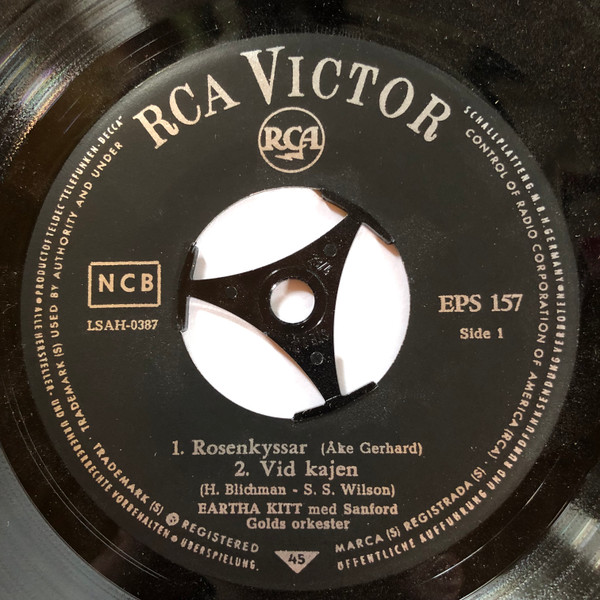 RCA VICTOR
RCA
NCB
LSAH-0387
EPS 157
Side 1
1. Rosenkyssar (Åke Gerhard)
2. Vid kajen
(H. Blichman - S. S. Wilson)
EARTHA KITT med Sanford
Golds orkester
45
PRODUCT OF TELDEC "TELEFUNKEN-DECCA"
SCHALLPLATTEN G.M.B.H. GERMANY
ALLE HERSTELLER- UND URHEBERRECHTE VORBEHALTEN
ÜBERSPIELUNG,
ÖFFENTLICHE AUFFÜHRUNG UND RUNDFUNKSENDUNG VERBOTEN
TRADEMARK (S) USED BY AUTHORITY AND UNDER
CONTROL OF RADIO CORPORATION OF AMERICA (RCA)
TRADEMARK (S) ® REGISTERED
MARCA (S) REGISTRADA (S)